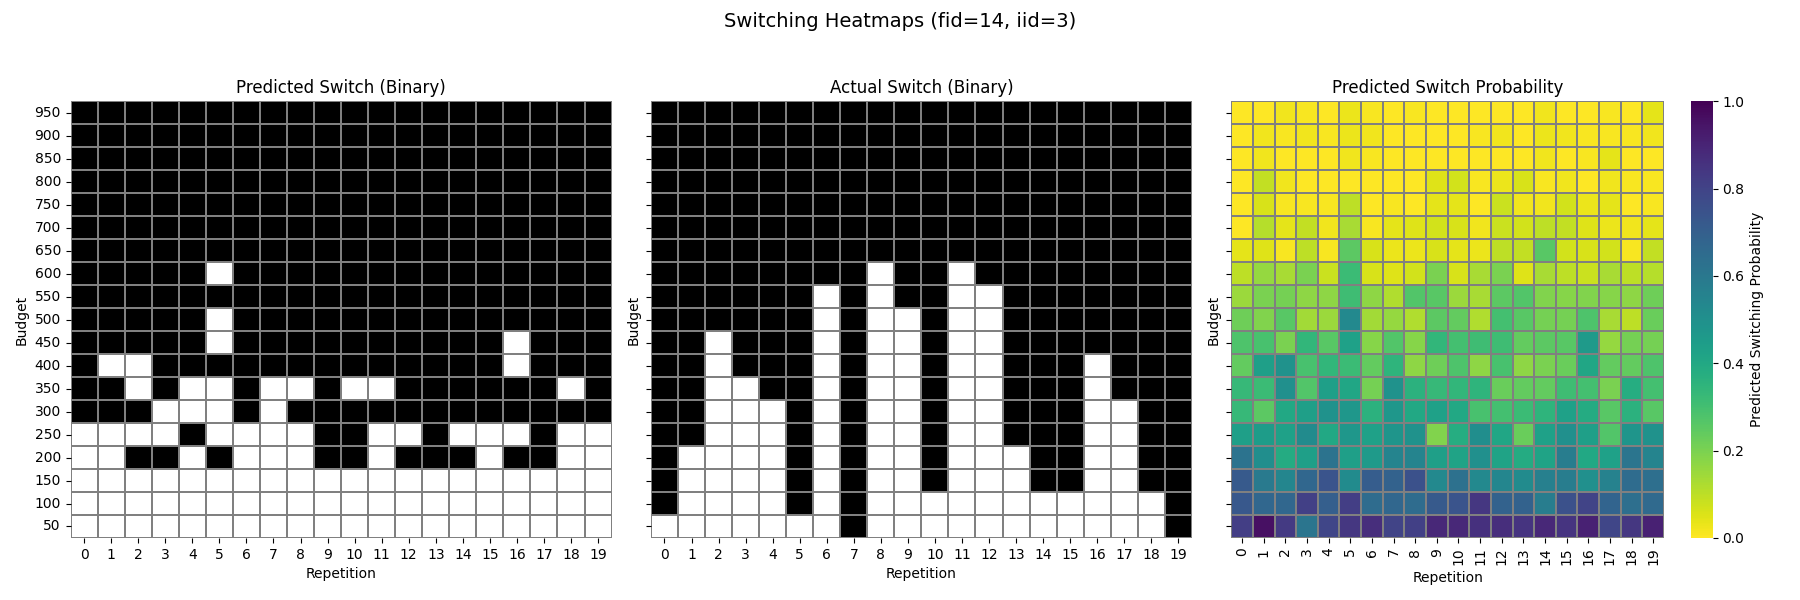 Switching Heatmaps (fid=14, iid=3)
Predicted Switch (Binary)
950
900
850
800
750
700
650
600
550
500
450
400
350
300
250
200
150
100
50
Budget
0 1 2 3 4 5 6 7 8 9 10 11 12 13 14 15 16 17 18 19
Repetition
Actual Switch (Binary)
Budget
0 1 2 3 4 5 6 7 8 9 10 11 12 13 14 15 16 17 18 19
Repetition
Predicted Switch Probability
Budget
0 1 2 3 4 5 6 7 8 9 10 11 12 13 14 15 16 17 18 19
Repetition
1.0
0.8
0.6
0.4
0.2
0.0
Predicted Switching Probability